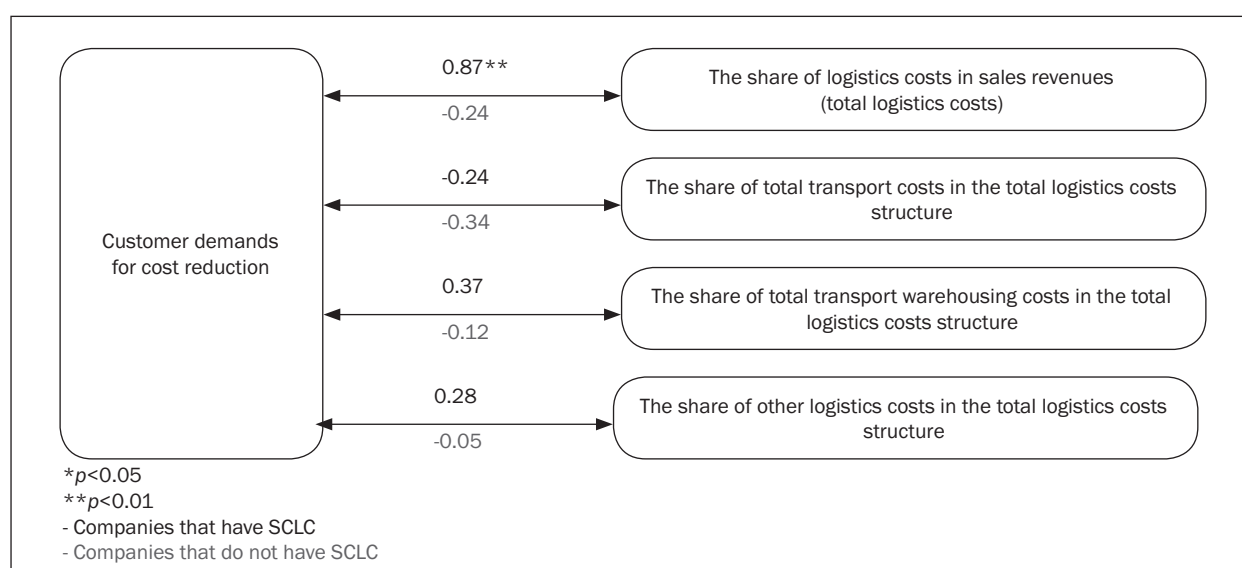 0.87**
The share of logistics costs in sales revenues
(total logistics costs)
-0.24
-0.24
The share of total transport costs in the total logistics costs
structure
-0.34
Customer demands
for cost reduction
0.37
The share of total transport warehousing costs in the total
logistics costs structure
-0.12
0.28
The share of other logistics costs in the total logistics costs
structure
-0.05
*p<0.05
**p<0.01
- Companies that have SCLC
- Companies that do not have SCLC